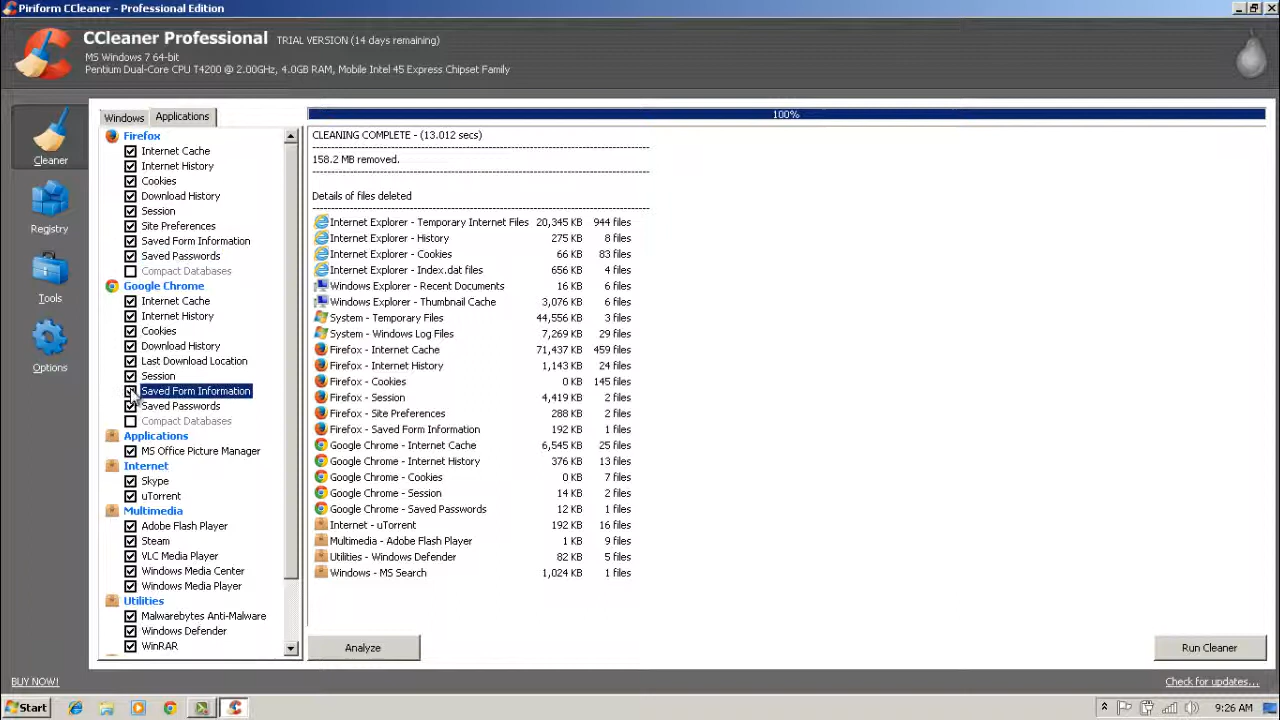 Piriform CCleaner - Professional Edition
CCleaner Professional TRIAL VERSION (14 days remaining)
MS Windows 7 64-bit
Pentium Dual-Core CPU T4200 @ 2.00GHz, 4.0GB RAM, Mobile Intel 45 Express Chipset Family
Cleaner
Registry
Tools
Options
Windows
Applications
Firefox
Internet Cache
Internet History
Cookies
Download History
Session
Site Preferences
Saved Form Information
Saved Passwords
Compact Databases
Google Chrome
Internet Cache
Internet History
Cookies
Download History
Last Download Location
Session
Saved Form Information
Saved Passwords
Compact Databases
Applications
MS Office Picture Manager
Internet
Skype
uTorrent
Multimedia
Adobe Flash Player
Steam
VLC Media Player
Windows Media Center
Windows Media Player
Utilities
Malwarebytes Anti-Malware
Windows Defender
WinRAR
100%
CLEANING COMPLETE - (13.012 secs)
158.2 MB removed.
Details of files deleted
Internet Explorer - Temporary Internet Files 20,345 KB 944 files
Internet Explorer - History 275 KB 8 files
Internet Explorer - Cookies 66 KB 83 files
Internet Explorer - Index.dat files 656 KB 4 files
Windows Explorer - Recent Documents 16 KB 6 files
Windows Explorer - Thumbnail Cache 3,076 KB 6 files
System - Temporary Files 44,556 KB 3 files
System - Windows Log Files 7,269 KB 29 files
Firefox - Internet Cache 71,437 KB 459 files
Firefox - Internet History 1,143 KB 24 files
Firefox - Cookies 0 KB 145 files
Firefox - Session 4,419 KB 2 files
Firefox - Site Preferences 288 KB 2 files
Firefox - Saved Form Information 192 KB 1 files
Google Chrome - Internet Cache 6,545 KB 25 files
Google Chrome - Internet History 376 KB 13 files
Google Chrome - Cookies 0 KB 7 files
Google Chrome - Session 14 KB 2 files
Google Chrome - Saved Passwords 12 KB 1 files
Internet - uTorrent 192 KB 16 files
Multimedia - Adobe Flash Player 1 KB 9 files
Utilities - Windows Defender 82 KB 5 files
Windows - MS Search 1,024 KB 1 files
Analyze
Run Cleaner
BUY NOW!
Check for updates...
Start
9:26 AM